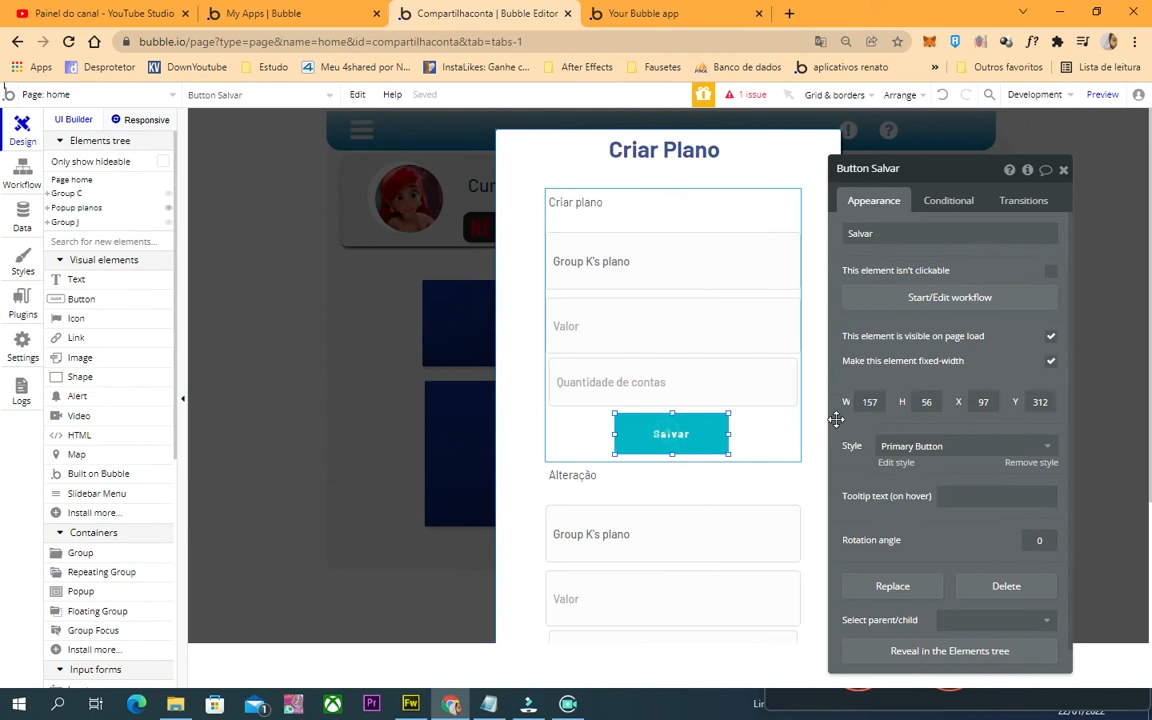 Painel do canal - YouTube Studio
My Apps | Bubble
Compartilhaconta | Bubble Editor
Your Bubble app
bubble.io/page?type=page&name=home&id=compartilhaconta&tab=tabs-1
Apps
Desprotetor
DownYoutube
Estudo
Meu 4shared por N...
InstaLikes: Ganhe c...
After Effects
Fausetes
Banco de dados
aplicativos renato
»
Outros favoritos
Lista de leitura
Page: home
Button Salvar
Edit
Help
Saved
1 issue
Grid & borders
Arrange
Development
Preview
Design
Workflow
Data
Styles
Plugins
Settings
Logs
UI Builder
Responsive
Elements tree
Only show hideable
Page home
Group C
Popup planos
Group J
Search for new elements...
Visual elements
Text
Button
Icon
Link
Image
Shape
Alert
Video
HTML
Map
Built on Bubble
Slidebar Menu
Install more...
Containers
Group
Repeating Group
Popup
Floating Group
Group Focus
Install more...
Input forms
Criar Plano
Criar plano
Group K's plano
Valor
Quantidade de contas
Salvar
Alteração
Group K's plano
Valor
Button Salvar
Appearance
Conditional
Transitions
Salvar
This element isn't clickable
Start/Edit workflow
This element is visible on page load
Make this element fixed-width
W 157 H 56 X 97 Y 312
Style Primary Button
Edit style
Remove style
Tooltip text (on hover)
Rotation angle 0
Replace
Delete
Select parent/child
Reveal in the Elements tree
22/01/2022